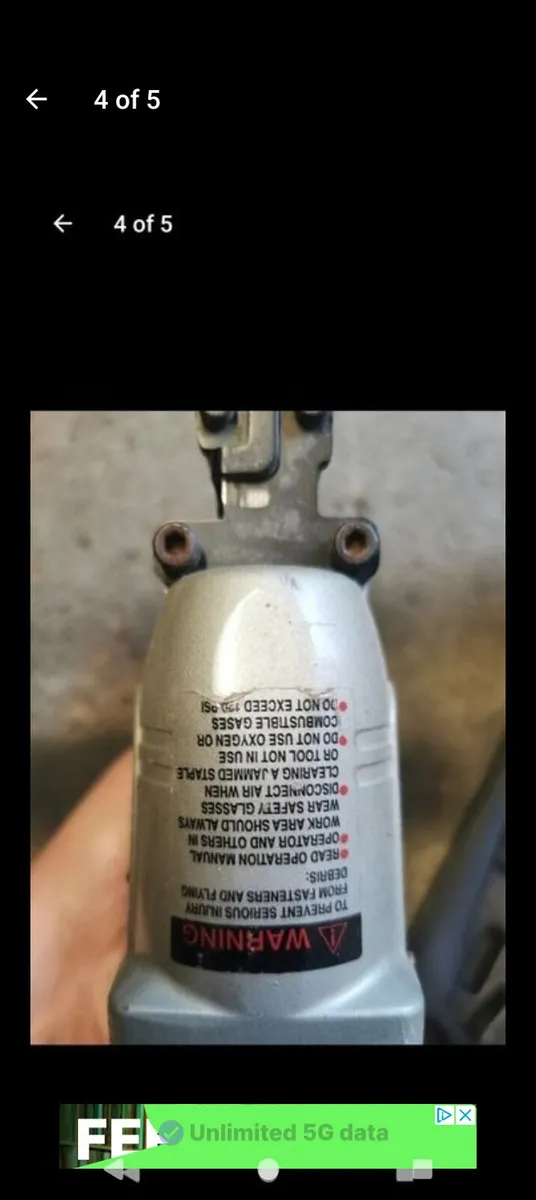 4 of 5
4 of 5
WARNING
TO PREVENT SERIOUS INJURY
FROM FASTENERS AND FLYING
DEBRIS:
READ OPERATION MANUAL
OPERATOR AND OTHERS IN
WORK AREA SHOULD ALWAYS
WEAR SAFETY GLASSES
DISCONNECT AIR WHEN
CLEARING A JAMMED STAPLE
OR TOOL NOT IN USE
DO NOT USE OXYGEN OR
COMBUSTIBLE GASES
DO NOT EXCEED PSI
Unlimited 5G data